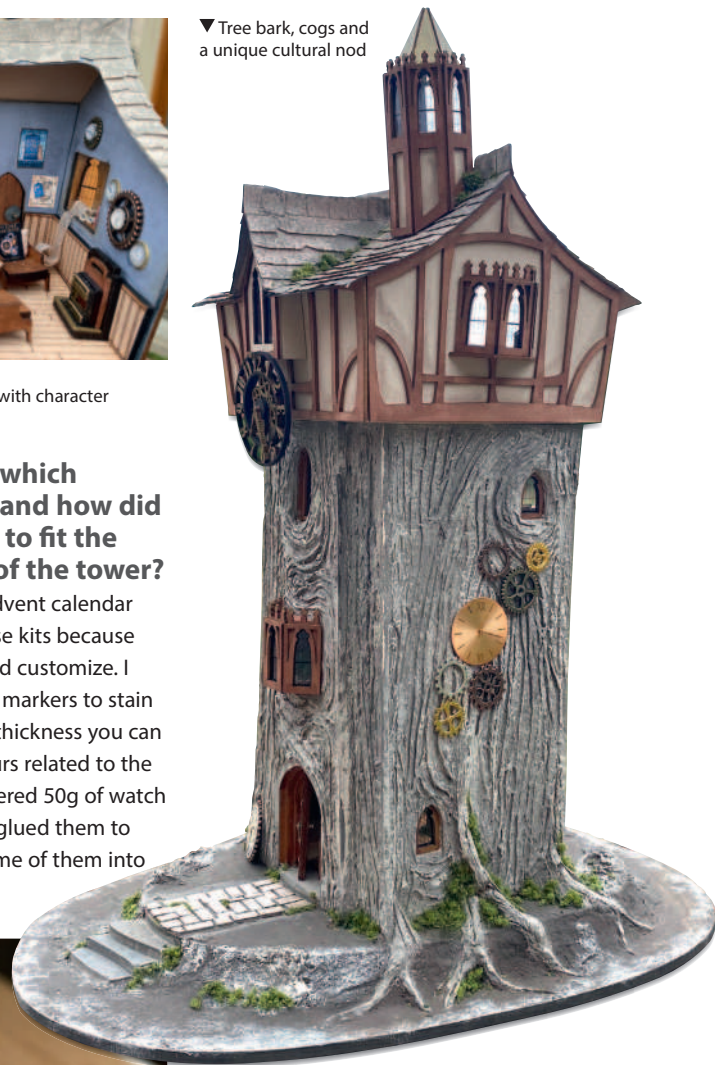 ▼ Tree bark, cogs and
a unique cultural nod
with character
which
and how did
to fit the
of the tower?
dvent calendar
se kits because
d customize. I
markers to stain
thickness you can
urs related to the
ered 50g of watch
glued them to
me of them into